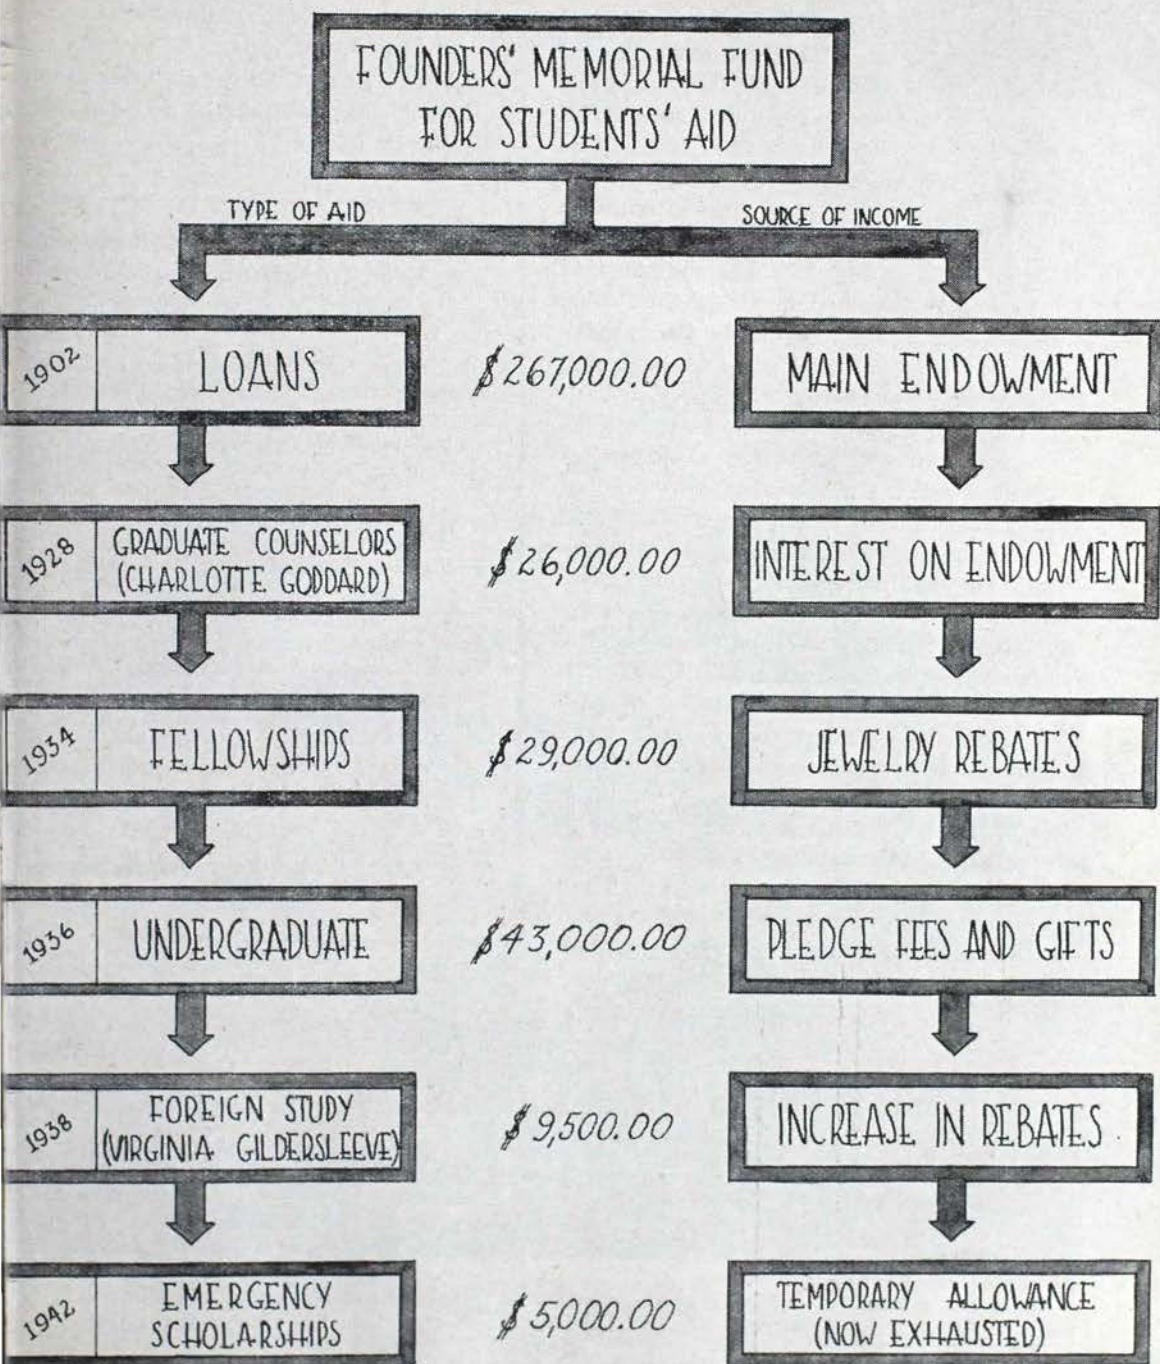 FOUNDERS' MEMORIAL FUND
FOR STUDENTS' AID
TYPE OF AID
SOURCE OF INCOME
1902 LOANS $267,000.00 MAIN ENDOWMENT
1928 GRADUATE COUNSELORS
(CHARLOTTE GODDARD) $26,000.00 INTEREST ON ENDOWMENT
1934 FELLOWSHIPS $29,000.00 JEWELRY REBATES
1936 UNDERGRADUATE $43,000.00 PLEDGE FEES AND GIFTS
1938 FOREIGN STUDY
(VIRGINIA GILDERSLEEVE) $9,500.00 INCREASE IN REBATES
1942 EMERGENCY
SCHOLARSHIPS $5,000.00 TEMPORARY ALLOWANCE
(NOW EXHAUSTED)